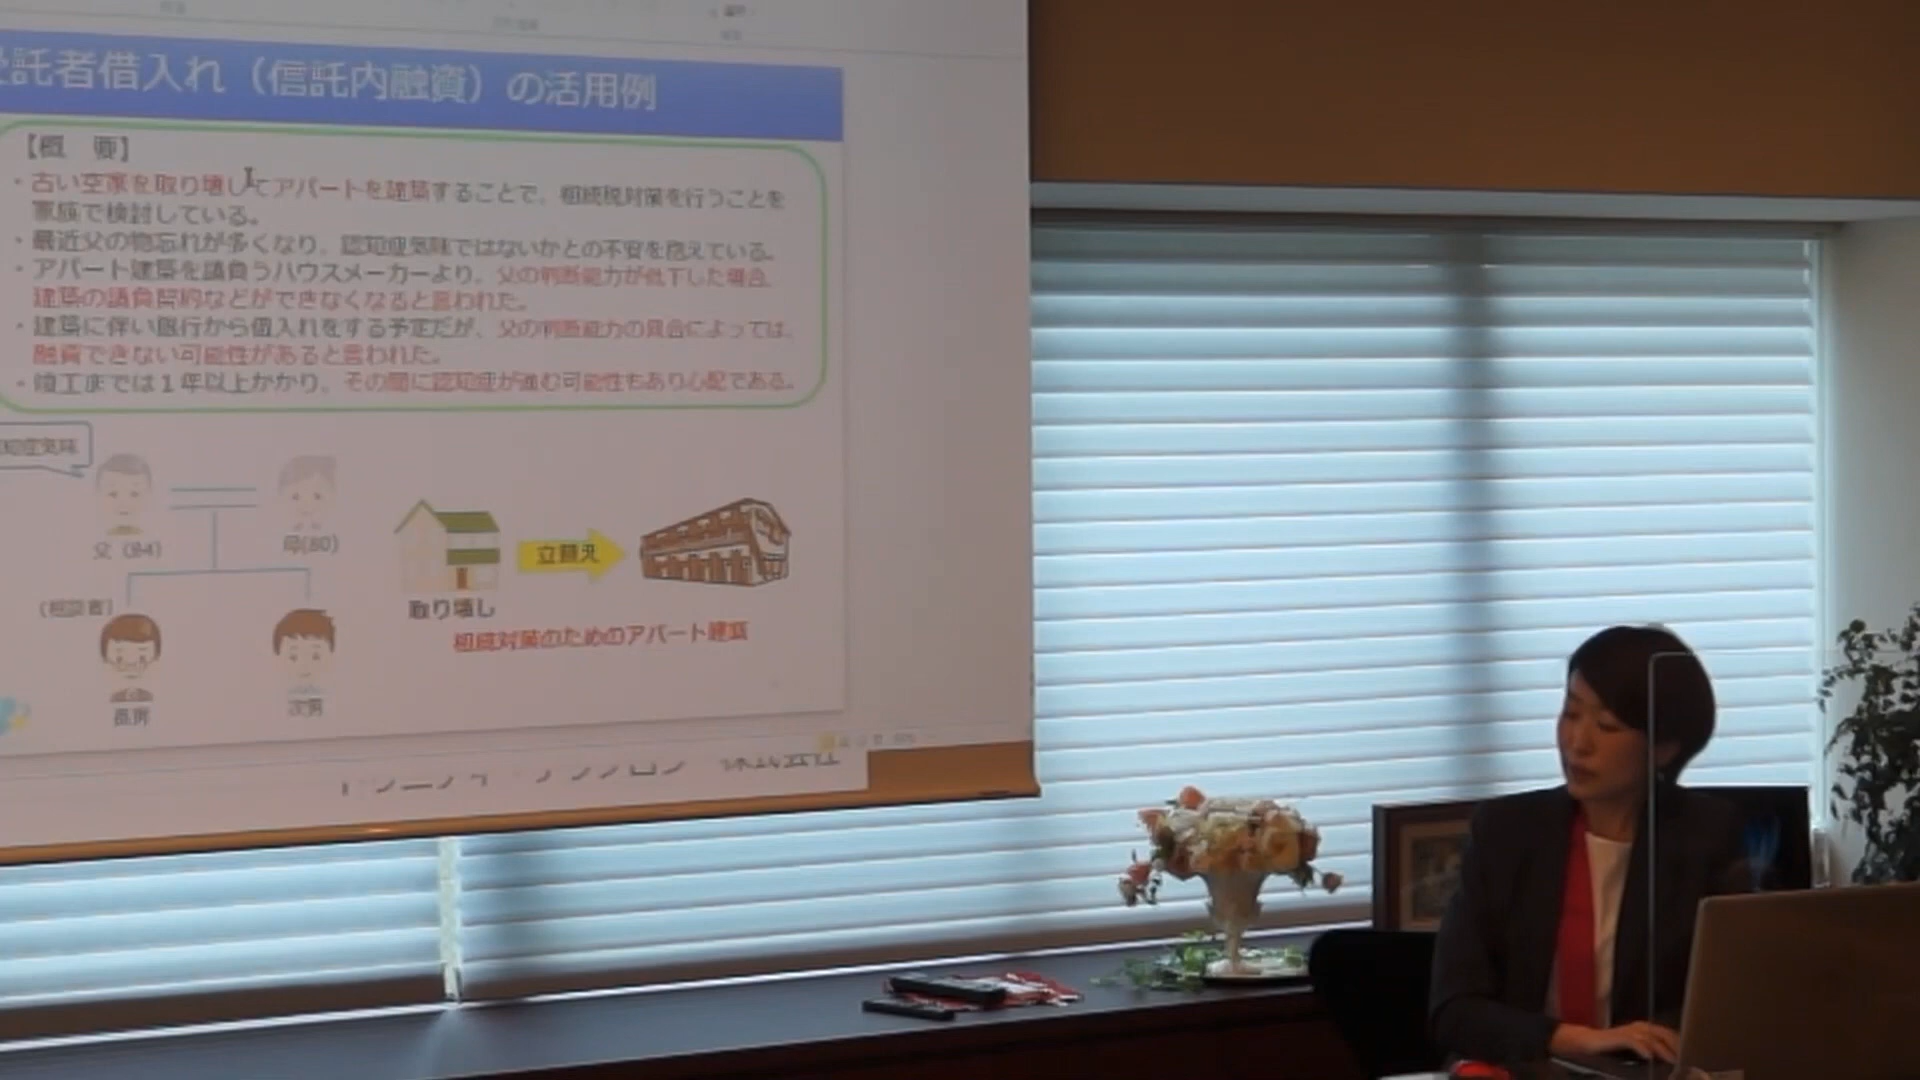 託者借入れ（信託内融資）の活用例
【概　要】
・古い空家を取り壊してアパートを建築することで、相続税対策を行うことを
家族で検討している。
・最近父の物忘れが多くなり、認知症気味ではないかとの不安を抱えている。
・アパート建築を請負うハウスメーカーより、父の判断能力が低下した場合、
建築の請負契約などができなくなると言われた。
・建築に伴い銀行から借入れをする予定だが、父の判断能力の具合によっては、
融資できない可能性があると言われた。
・竣工までは１年以上かかり、その間に認知症が進む可能性もあり心配である。
知症気味
父（84）
母(80)
立替え
（相談者）
取り壊し
相続対策のためのアパート建築
長男
次男
株式会社